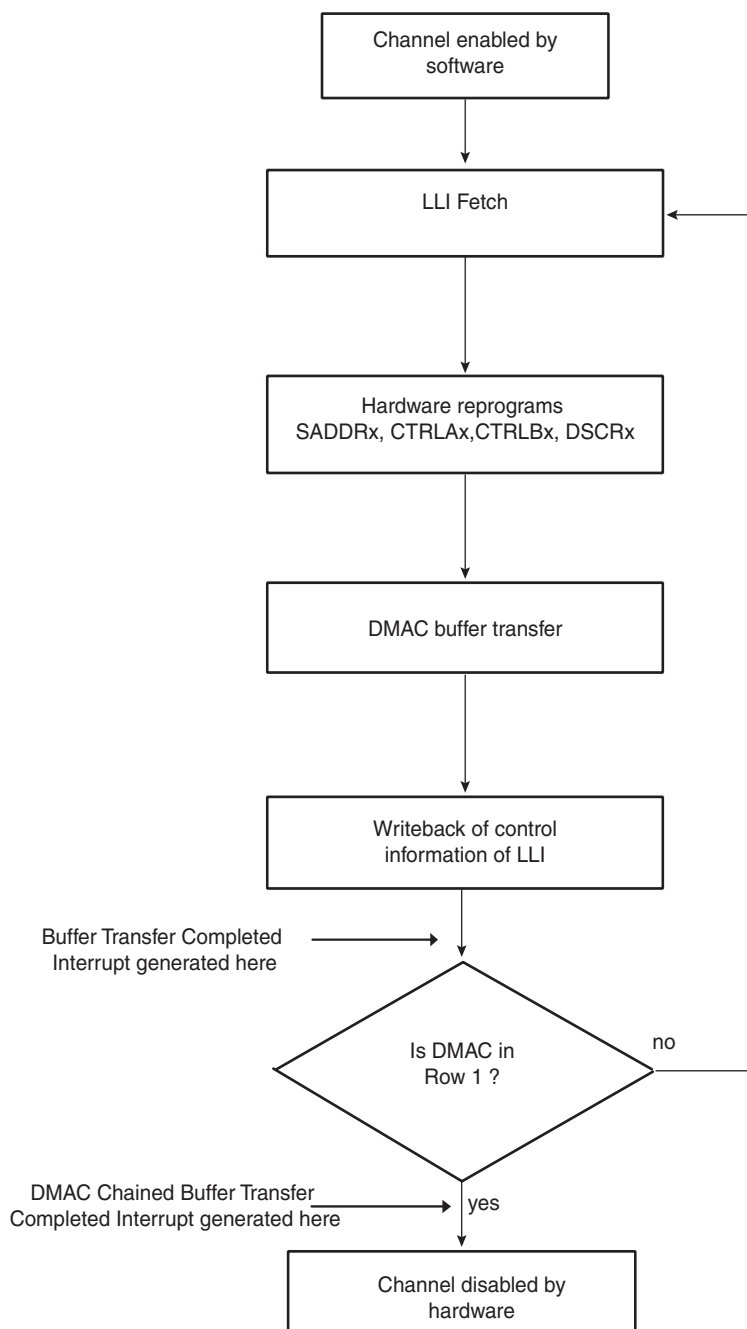 Channel enabled by
software
LLI Fetch
Hardware reprograms
SADDRx, CTRLAx,CTRLBx, DSCRx
DMAC buffer transfer
Writeback of control
information of LLI
Buffer Transfer Completed
Interrupt generated here
Is DMAC in
Row 1 ?
no
DMAC Chained Buffer Transfer
Completed Interrupt generated here
yes
Channel disabled by
hardware